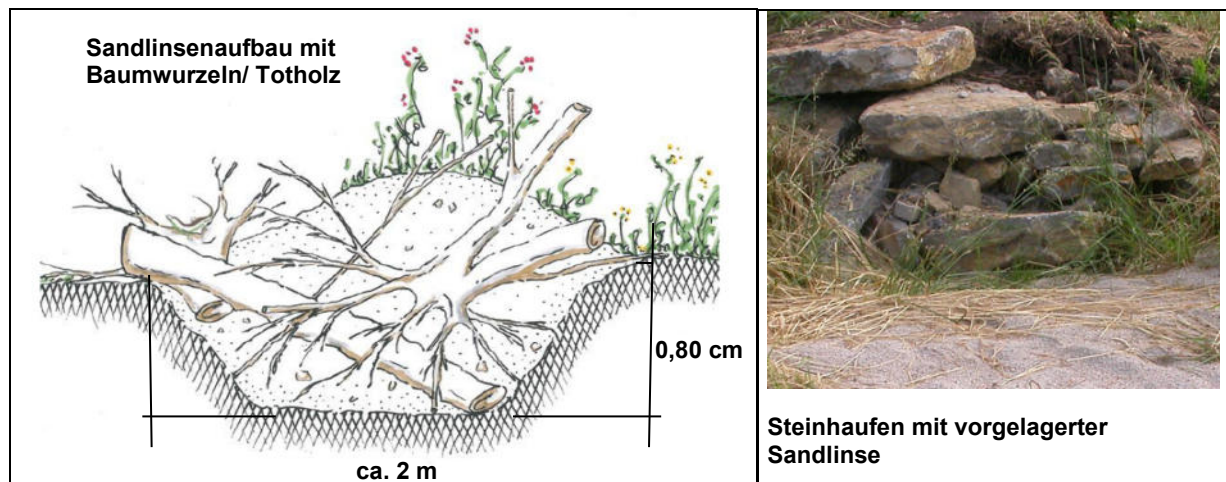 Sandlinsenaufbau mit
Baumwurzeln/ Totholz
0,80 cm
ca. 2 m
Steinhaufen mit vorgelagerter
Sandlinse